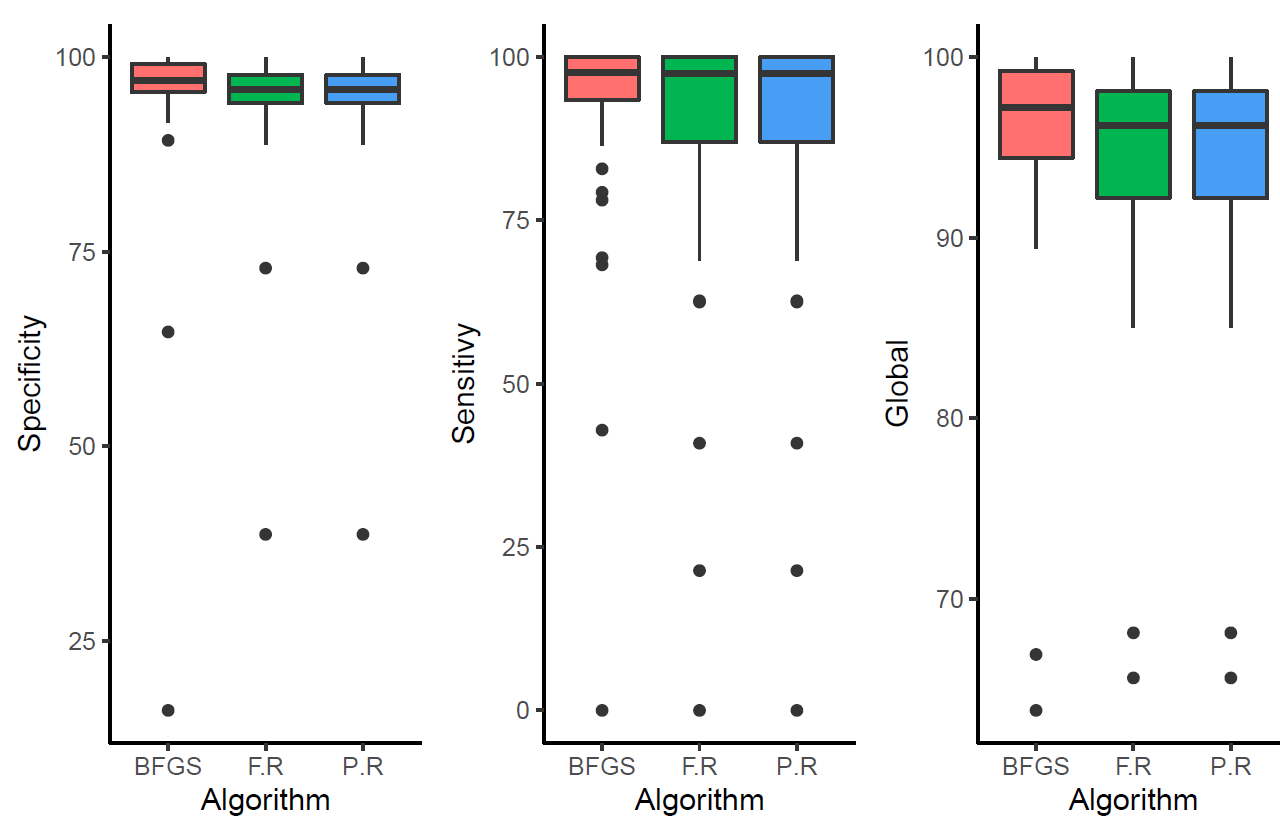 Specificity
100
75
50
25
BFGS F.R P.R
Algorithm
Sensitivy
100
75
50
25
0
BFGS F.R P.R
Algorithm
Global
100
90
80
70
BFGS F.R P.R
Algorithm